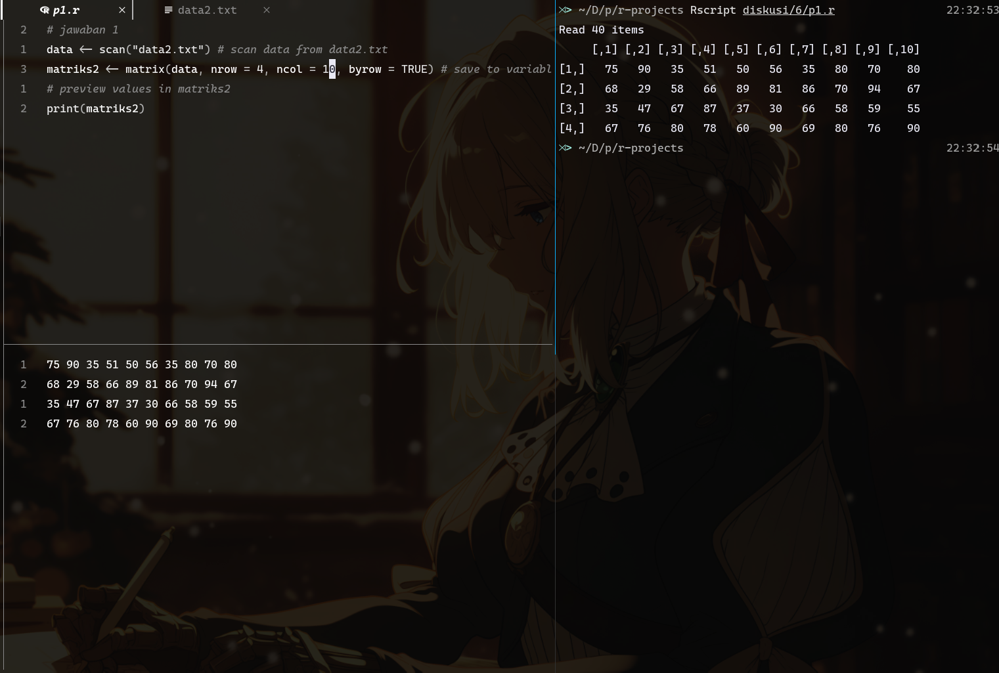 p1.r × data2.txt ×
2 # jawaban 1
1 data <- scan("data2.txt") # scan data from data2.txt
3 matriks2 <- matrix(data, nrow = 4, ncol = 10, byrow = TRUE) # save to variabl
1 # preview values in matriks2
2 print(matriks2)
1 75 90 35 51 50 56 35 80 70 80
2 68 29 58 66 89 81 86 70 94 67
1 35 47 67 87 37 30 66 58 59 55
2 67 76 80 78 60 90 69 80 76 90
> ~/D/p/r-projects Rscript diskusi/6/p1.r 22:32:53
Read 40 items
[,1] [,2] [,3] [,4] [,5] [,6] [,7] [,8] [,9] [,10]
[1,] 75 90 35 51 50 56 35 80 70 80
[2,] 68 29 58 66 89 81 86 70 94 67
[3,] 35 47 67 87 37 30 66 58 59 55
[4,] 67 76 80 78 60 90 69 80 76 90
> ~/D/p/r-projects 22:32:54